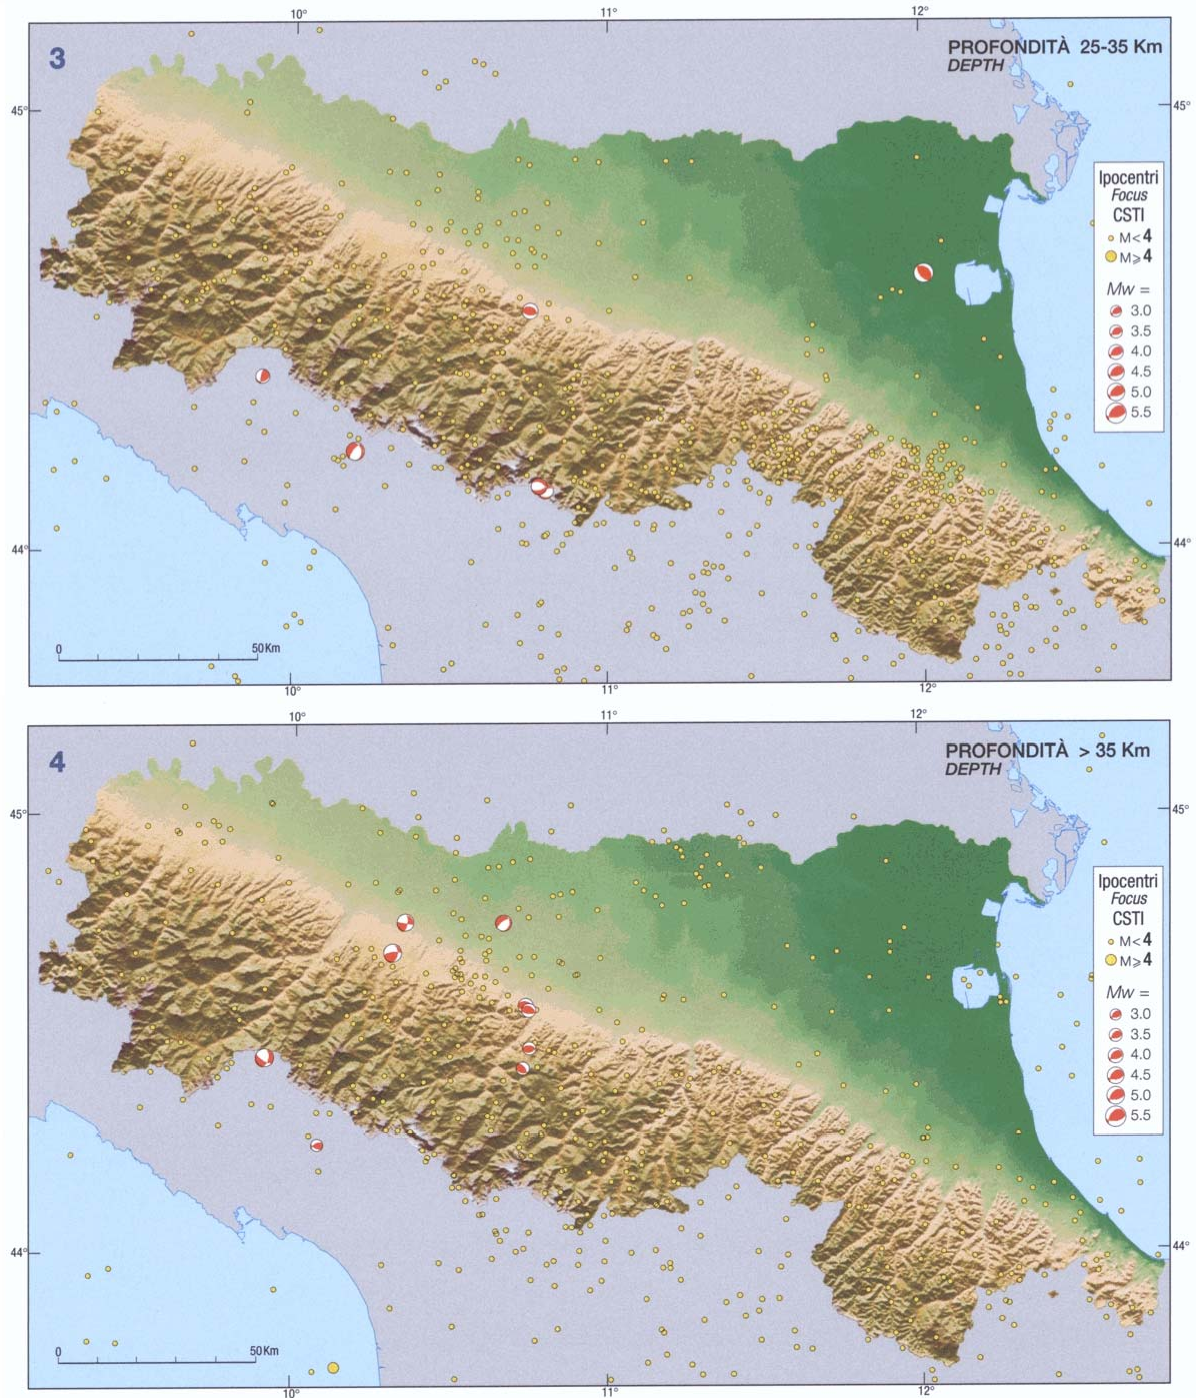 10° 11° 12°
3
PROFONDITÀ 25-35 Km
DEPTH
45° 45°
Ipocentri
Focus
CSTI
M<4
M⩾4
Mw =
3.0
3.5
4.0
4.5
5.0
5.5
44° 44°
0 50Km
10° 11° 12°
10° 11° 12°
4
PROFONDITÀ > 35 Km
DEPTH
45° 45°
Ipocentri
Focus
CSTI
M<4
M⩾4
Mw =
3.0
3.5
4.0
4.5
5.0
5.5
44° 44°
0 50Km
10° 11° 12°